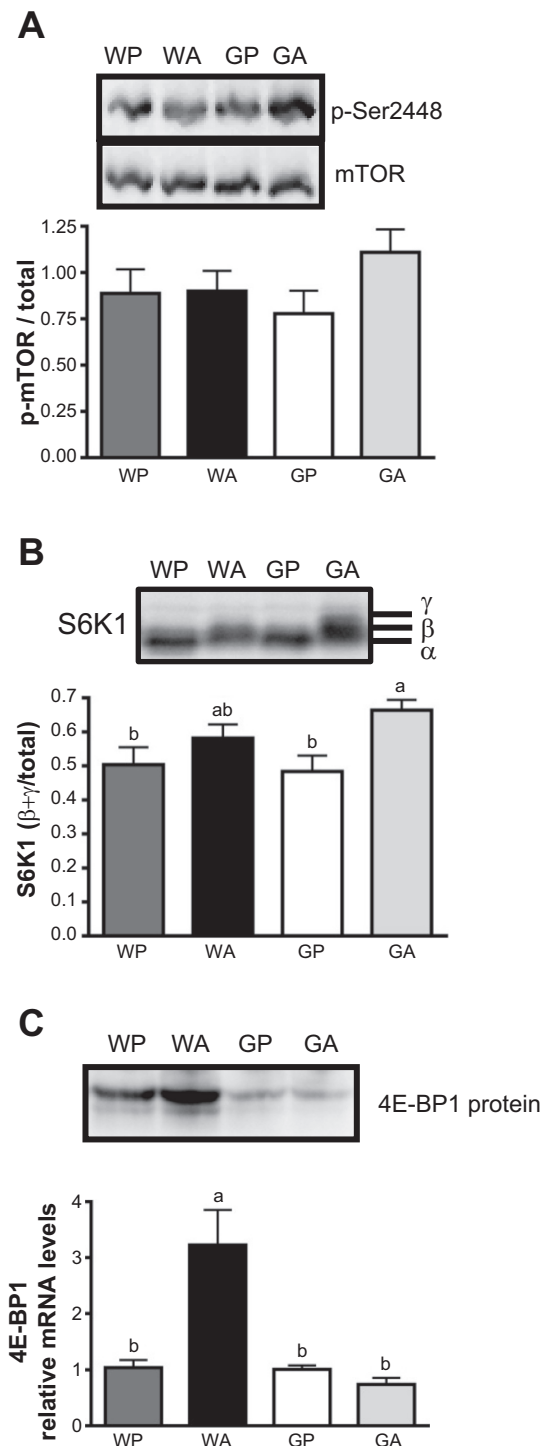 A
WP WA GP GA
p-Ser2448
mTOR
p-mTOR / total
1.25
1.00
0.75
0.50
0.25
0.00
WP WA GP GA
B
WP WA GP GA
S6K1
γ
β
α
S6K1 (β+γ/total)
0.7
0.6
0.5
0.4
0.3
0.2
0.1
0.0
b ab b a
WP WA GP GA
C
WP WA GP GA
4E-BP1 protein
4E-BP1
relative mRNA levels
4
3
2
1
0
b a b b
WP WA GP GA